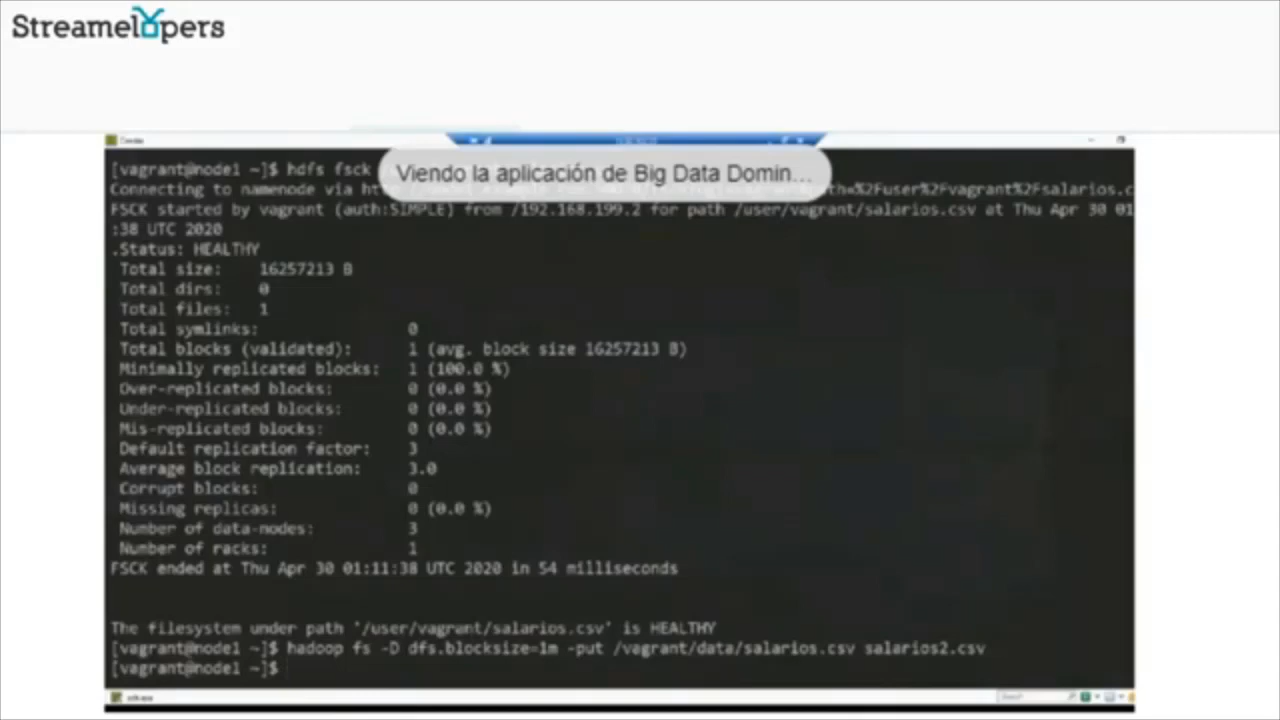 Streamelopers
[vagrant@node1 ~]$ hdfs fsck
Viendo la aplicación de Big Data Domin...
Connecting to namenode via htt
th=%2Fuser%2Fvagrant%2Fsalarios.c
FSCK started by vagrant (auth:SIMPLE) from /192.168.199.2 for path /user/vagrant/salarios.csv at Thu Apr 30 01
:38 UTC 2020
.Status: HEALTHY
Total size: 16257213 B
Total dirs: 0
Total files: 1
Total symlinks: 0
Total blocks (validated): 1 (avg. block size 16257213 B)
Minimally replicated blocks: 1 (100.0 %)
Over-replicated blocks: 0 (0.0 %)
Under-replicated blocks: 0 (0.0 %)
Mis-replicated blocks: 0 (0.0 %)
Default replication factor: 3
Average block replication: 3.0
Corrupt blocks: 0
Missing replicas: 0 (0.0 %)
Number of data-nodes: 3
Number of racks: 1
FSCK ended at Thu Apr 30 01:11:38 UTC 2020 in 54 milliseconds
The filesystem under path '/user/vagrant/salarios.csv' is HEALTHY
[vagrant@node1 ~]$ hadoop fs -D dfs.blocksize=1m -put /vagrant/data/salarios.csv salarios2.csv
[vagrant@node1 ~]$